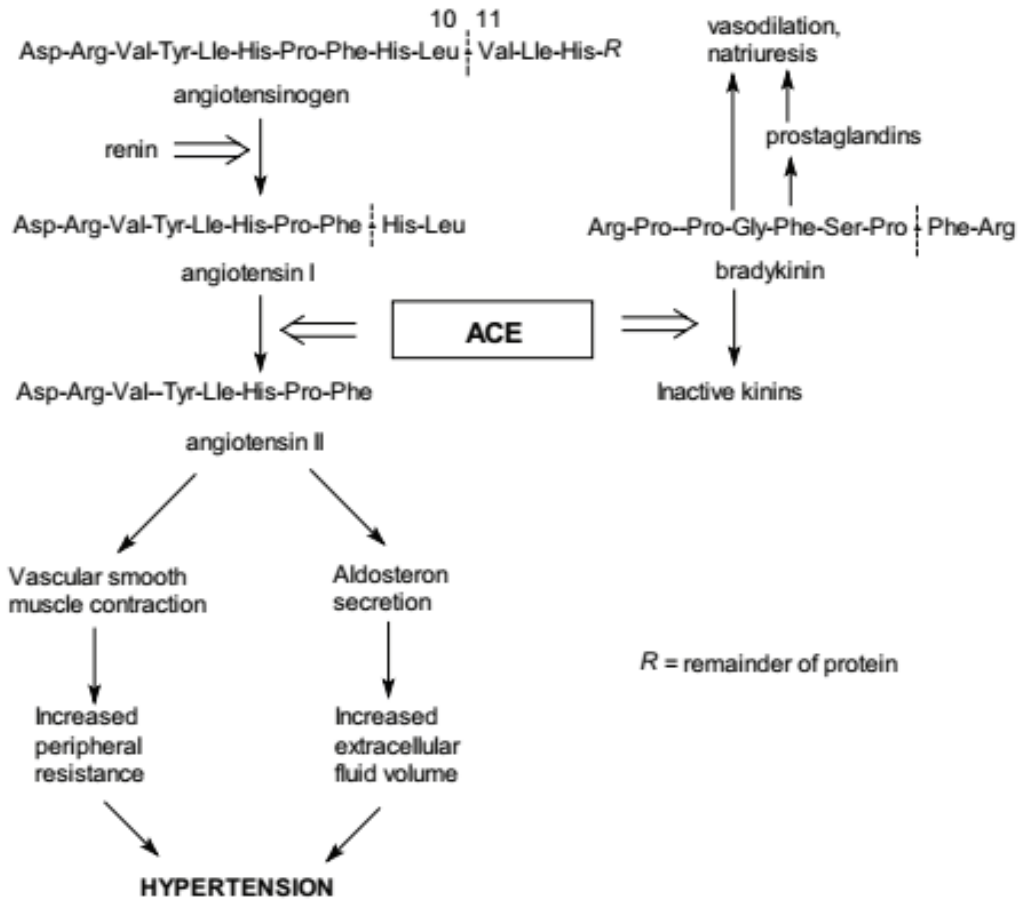 10 11
Asp-Arg-Val-Tyr-Lle-His-Pro-Phe-His-Leu - Val-Lle-His-R
angiotensinogen
renin
Asp-Arg-Val-Tyr-Lle-His-Pro-Phe - His-Leu
angiotensin I
ACE
Asp-Arg-Val--Tyr-Lle-His-Pro-Phe
angiotensin II
Vascular smooth
muscle contraction
Aldosteron
secretion
Increased
peripheral
resistance
Increased
extracellular
fluid volume
HYPERTENSION
vasodilation,
natriuresis
prostaglandins
Arg-Pro--Pro-Gly-Phe-Ser-Pro - Phe-Arg
bradykinin
Inactive kinins
R = remainder of protein